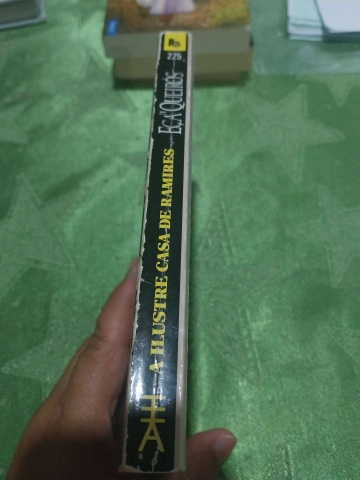 225
EÇA DE QUEIRÓS
A ILUSTRE CASA DE RAMIRES